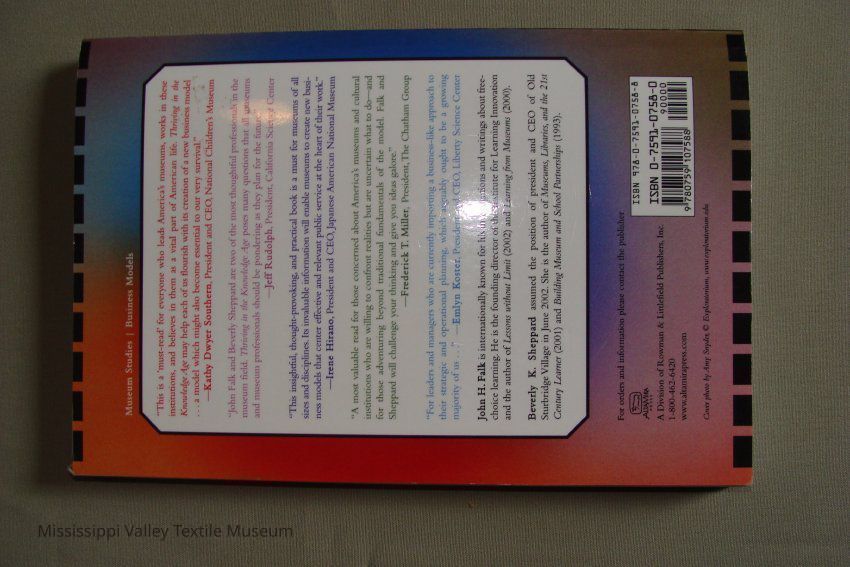 Museum Studies | Business Models
"This is a 'must-read' for everyone who leads America's museums, works in these
institutions, and believes in them as a vital part of American life. Thriving in the
Knowledge Age may help each of us flourish with its creation of a new business model
. . . a model which might also become essential to our very survival."
—Kathy Dwyer Southern, President and CEO, National Children's Museum
"John Falk and Beverly Sheppard are two of the most thoughtful professionals in the
museum field. Thriving in the Knowledge Age poses many questions that all museums
and museum professionals should be pondering as they plan for the future."
—Jeff Rudolph, President, California Science Center
"This insightful, thought-provoking, and practical book is a must for museums of all
sizes and disciplines. Its invaluable information will enable museums to create new busi-
ness models that center effective and relevant public service at the heart of their work."
—Irene Hirano, President and CEO, Japanese American National Museum
"A most valuable read for those concerned about America's museums and cultural
institutions who are willing to confront realities but are uncertain what to do—and
for those adventuring beyond traditional fundamentals of the model. Falk and
Sheppard will challenge your thinking and give you ideas galore."
—Frederick T. Miller, President, The Chatham Group
"For leaders and managers who are currently importing a business-like approach to
their strategic and operational planning, which arguably ought to be a growing
majority of us . . ." —Emlyn Koster, President and CEO, Liberty Science Center
John H. Falk is internationally known for his and writings about free-
choice learning. He is the founding director of the Institute for Learning Innovation
and the author of Lessons without Limit (2002) and Learning from Museums (2000).
Beverly K. Sheppard assumed the position of president and CEO of Old
Sturbridge Village in June 2002. She is the author of Museums, Libraries, and the 21st
Century Learner (2001) and Building Museum and School Partnerships (1993).
For orders and information please contact the publisher
ALTAMIRA
PRESS
A Division of Rowman & Littlefield Publishers, Inc.
1-800-462-6420
www.altamirapress.com
Cover photo by Amy Snyder, © Exploratorium, www.exploratorium.edu
ISBN 978-0-7591-0758-8
ISBN 0-7591-0758-0
90000
9 780759 107588
Mississippi Valley Textile Museum